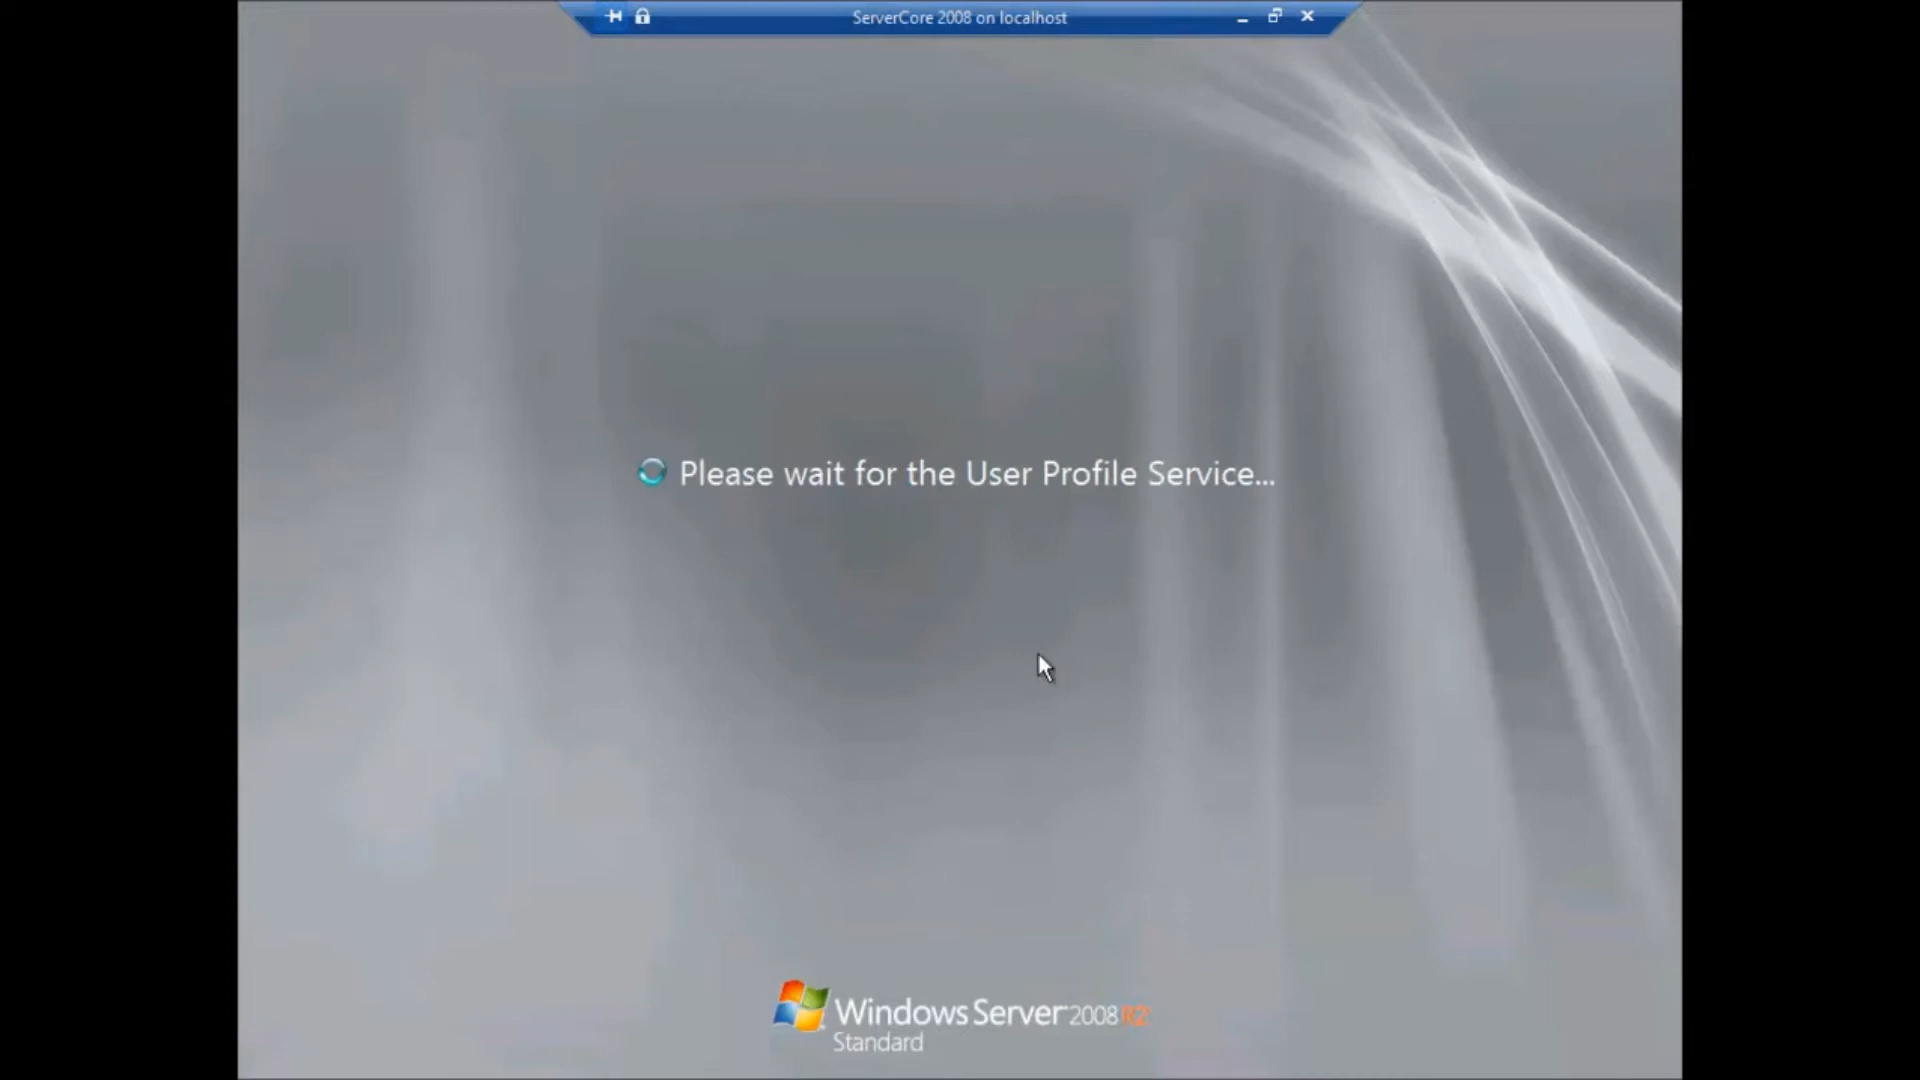 ServerCore 2008 on localhost
Please wait for the User Profile Service...
Windows Server 2008 R2
Standard